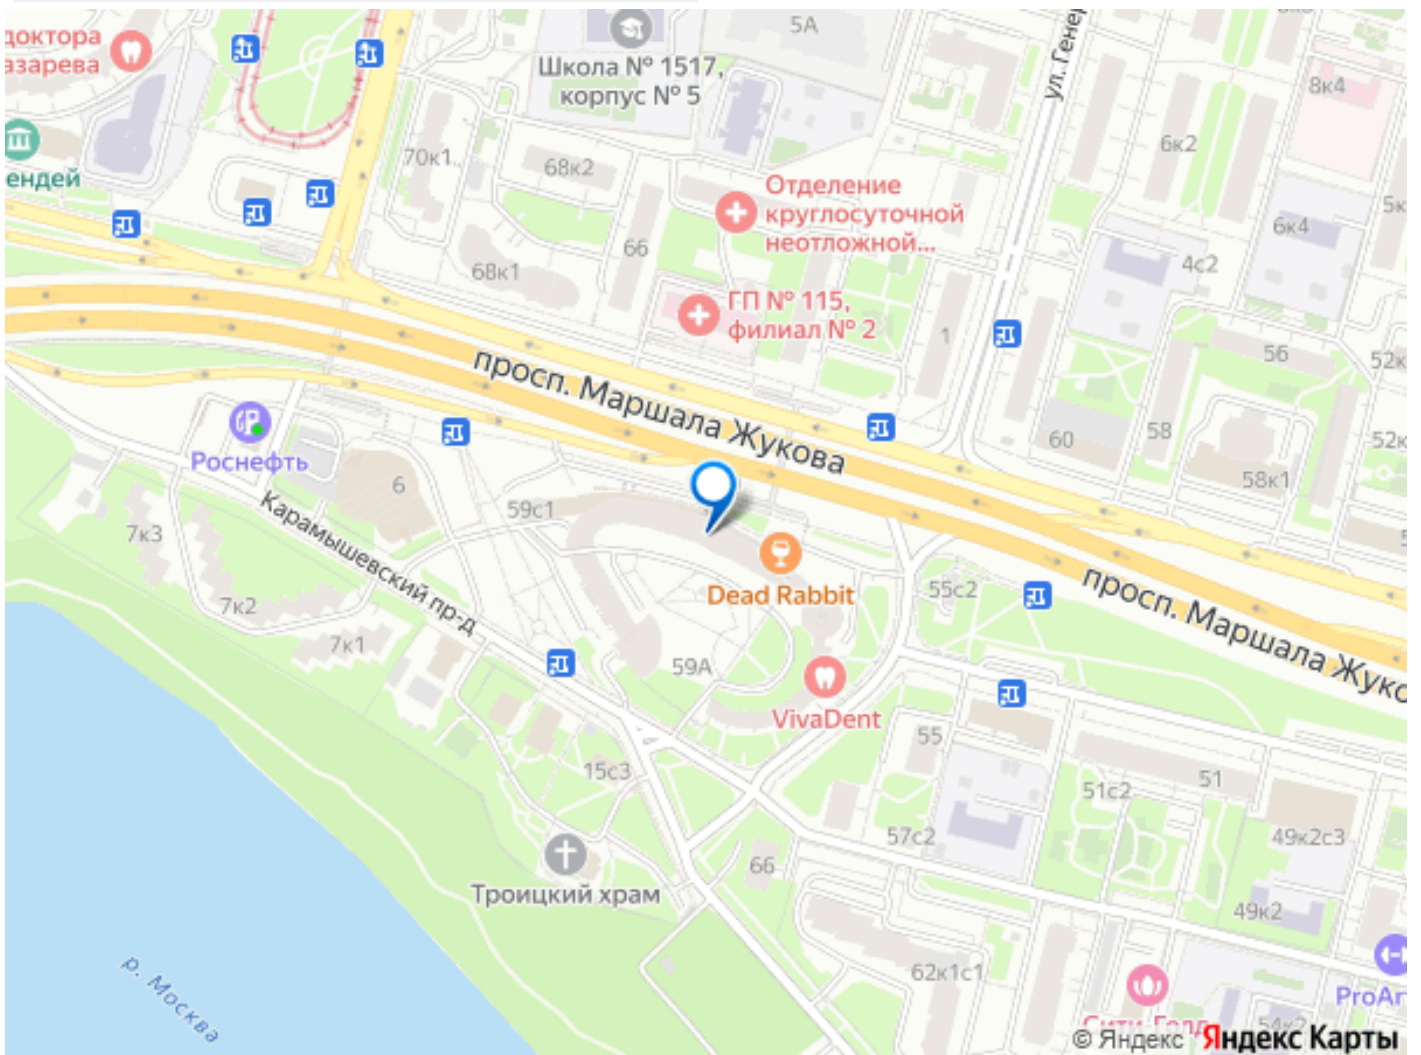 доктора
азарева
Школа № 1517,
корпус № 5
5А
ул. Генер
8к4
ендей
70к1..
68к2
6к2
Отделение
круглосуточной
неотложной...
66
68к1
6к4
5к
4с2
ГП № 115,
филиал № 2
1
56
52к
просп. Маршала Жукова
Роснефть
6
59с1
60
58
52к
58к1
7к3
Карамышевский пр-д
Dead Rabbit
55с2
просп. Маршала Жуко
7к2
7к1
59А
VivaDent
55
15с3
51
51с2
57с2
49к2с3
66
Троицкий храм
49к2
р. Москва
62к1с1
ProAr
Сити-Голд
54к2
© Яндекс Яндекс Карты